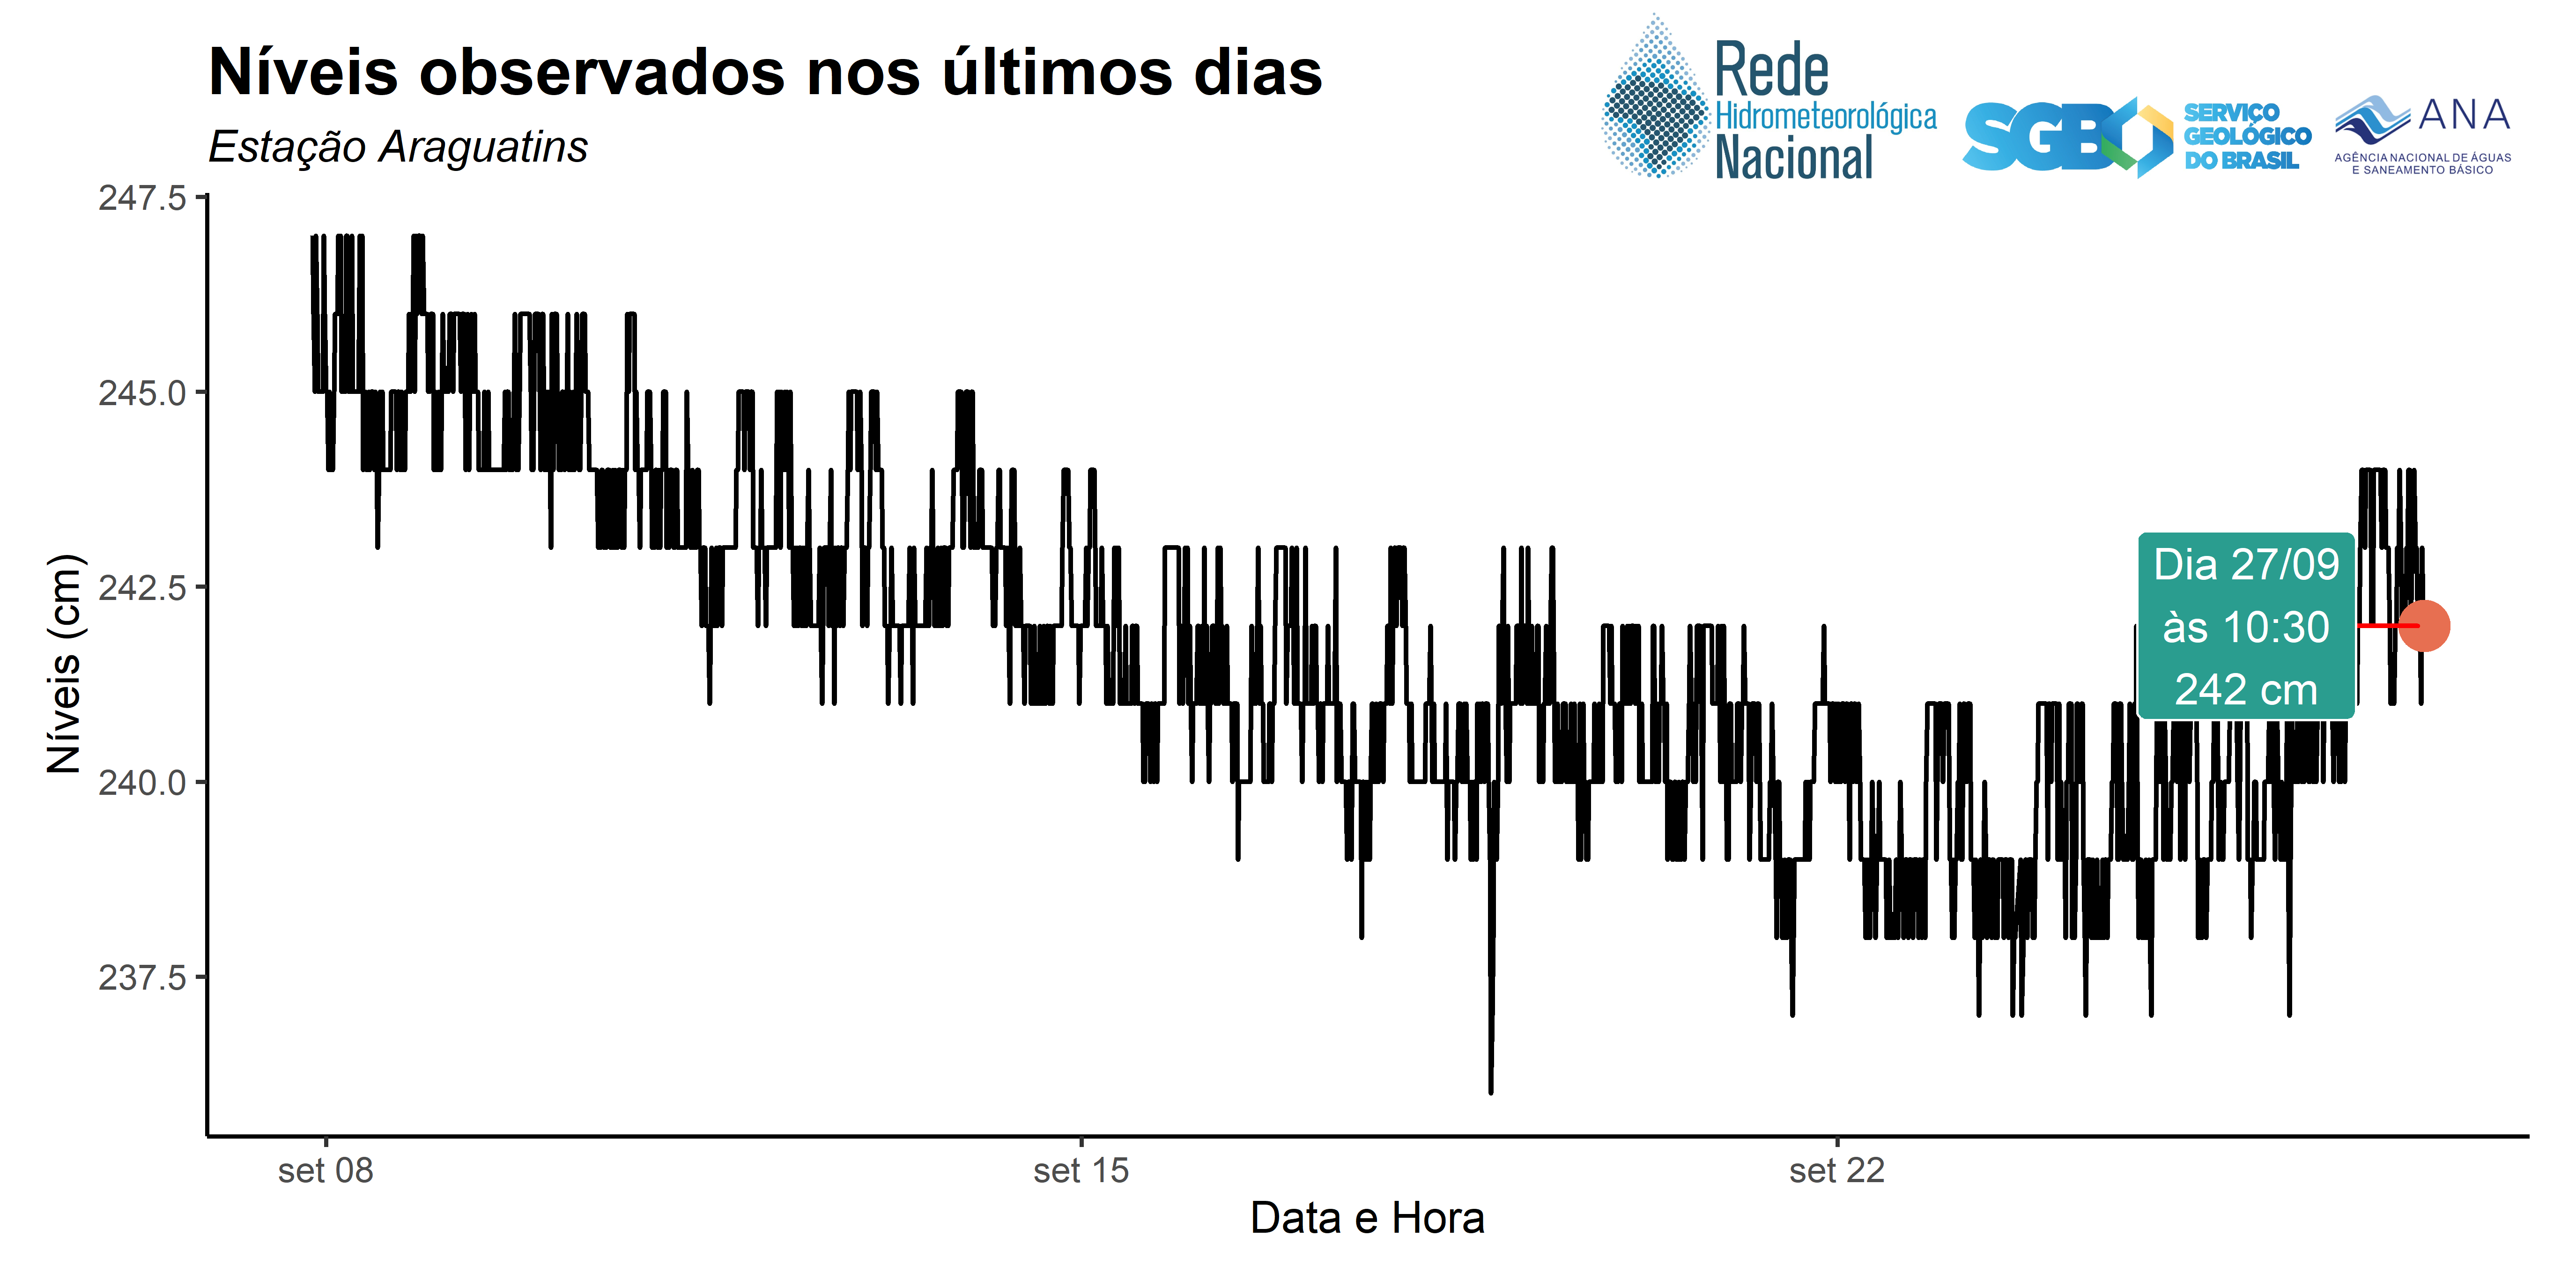 Níveis observados nos últimos dias
Estação Araguatins
Rede
Hidrometeorológica
Nacional
SGB
SERVIÇO
GEOLÓGICO
DO BRASIL
ANA
AGÊNCIA NACIONAL DE ÁGUAS
E SANEAMENTO BÁSICO
247.5
245.0
242.5
240.0
237.5
Níveis (cm)
Dia 27/09
às 10:30
242 cm
set 08
set 15
set 22
Data e Hora